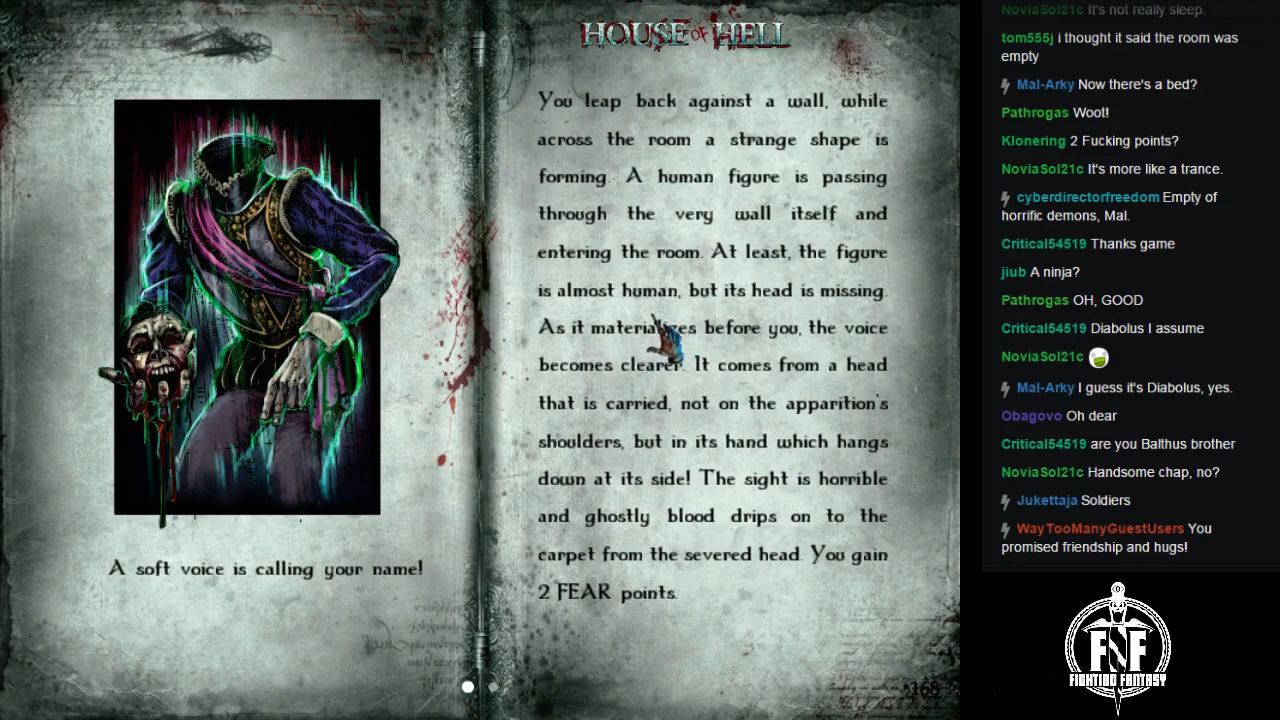 HOUSE OF HELL
A soft voice is calling your name!
You leap back against a wall, while
across the room a strange shape is
forming. A human figure is passing
through the very wall itself and
entering the room. At least, the figure
is almost human, but its head is missing.
As it materializes before you, the voice
becomes clearer. It comes from a head
that is carried, not on the apparition's
shoulders, but in its hand which hangs
down at its side! The sight is horrible
and ghostly blood drips on to the
carpet from the severed head. You gain
2 FEAR points.
168
NoviaSol21c It's not really sleep.
tom555j i thought it said the room was
empty
Mal-Arky Now there's a bed?
Pathrogas Woot!
Klonering 2 Fucking points?
NoviaSol21c It's more like a trance.
cyberdirectorfreedom Empty of
horrific demons, Mal.
Critical54519 Thanks game
jiub A ninja?
Pathrogas OH, GOOD
Critical54519 Diabolus I assume
NoviaSol21c
Mal-Arky I guess it's Diabolus, yes.
Obagovo Oh dear
Critical54519 are you Balthus brother
NoviaSol21c Handsome chap, no?
Jukettaja Soldiers
WayTooManyGuestUsers You
promised friendship and hugs!
FF
FIGHTING FANTASY